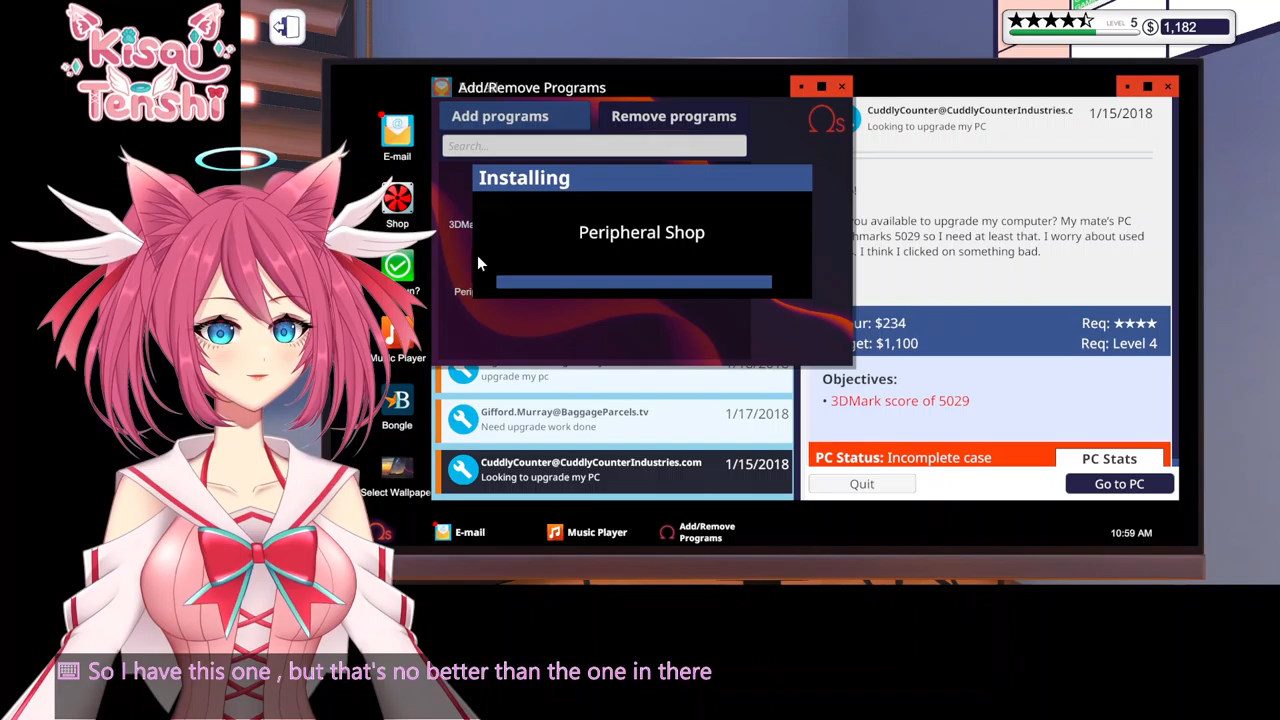 Kisai
Tenshi
LEVEL 5 $ 1,182
Add/Remove Programs
Add programs
Remove programs
Ωs
Search...
Installing
Peripheral Shop
3DMa
Peri
E-mail
Shop
n?
Music Player
B
Bongle
Select Wallpape
CuddlyCounter@CuddlyCounterIndustries.c
1/15/2018
Looking to upgrade my PC
!
you available to upgrade my computer? My mate's PC
hmarks 5029 so I need at least that. I worry about used
. I think I clicked on something bad.
ur: $234
Req: ★★★★
get: $1,100
Req: Level 4
Objectives:
• 3DMark score of 5029
PC Status: Incomplete case
PC Stats
Quit
Go to PC
upgrade my pc
Gifford.Murray@BaggageParcels.tv
1/17/2018
Need upgrade work done
CuddlyCounter@CuddlyCounterIndustries.com
1/15/2018
Looking to upgrade my PC
Ωs
E-mail
Music Player
Add/Remove
Programs
10:59 AM
So I have this one , but that's no better than the one in there